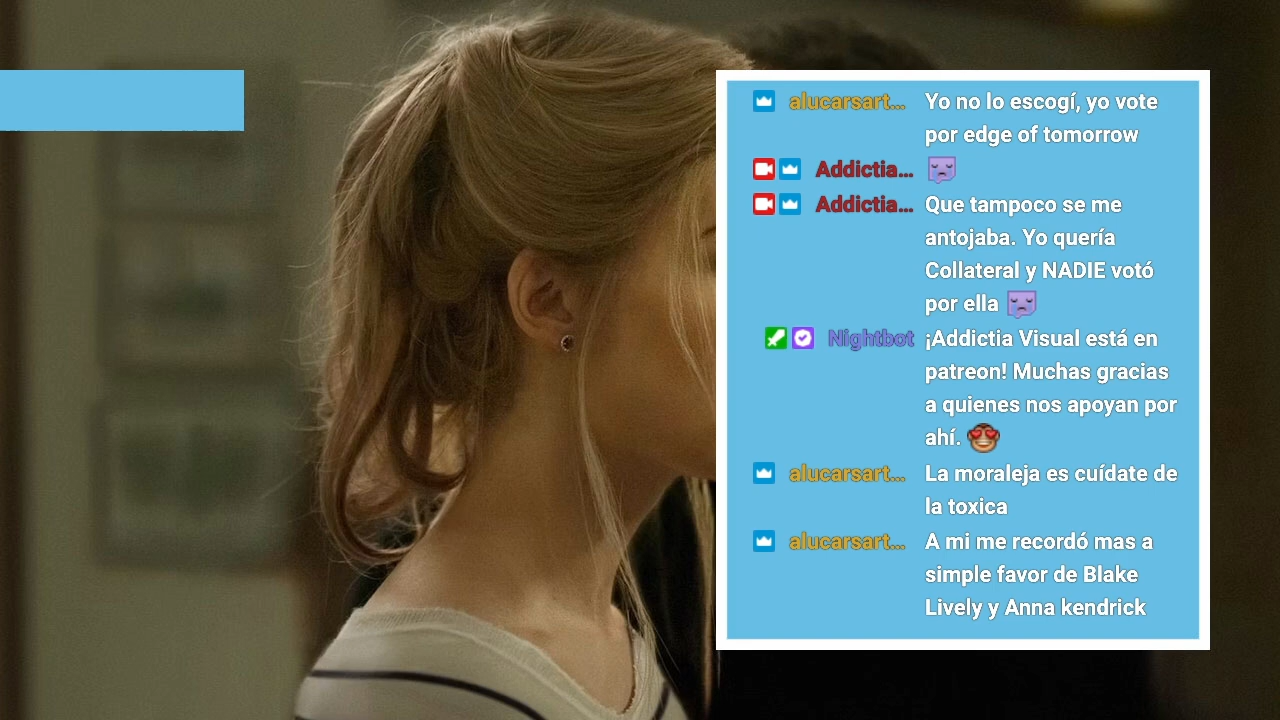 alucarsart... Yo no lo escogí, yo vote
por edge of tomorrow
Addictia...
Addictia... Que tampoco se me
antojaba. Yo quería
Collateral y NADIE votó
por ella
Nightbot ¡Addictia Visual está en
patreon! Muchas gracias
a quienes nos apoyan por
ahí.
alucarsart... La moraleja es cuídate de
la toxica
alucarsart... A mi me recordó mas a
simple favor de Blake
Lively y Anna kendrick